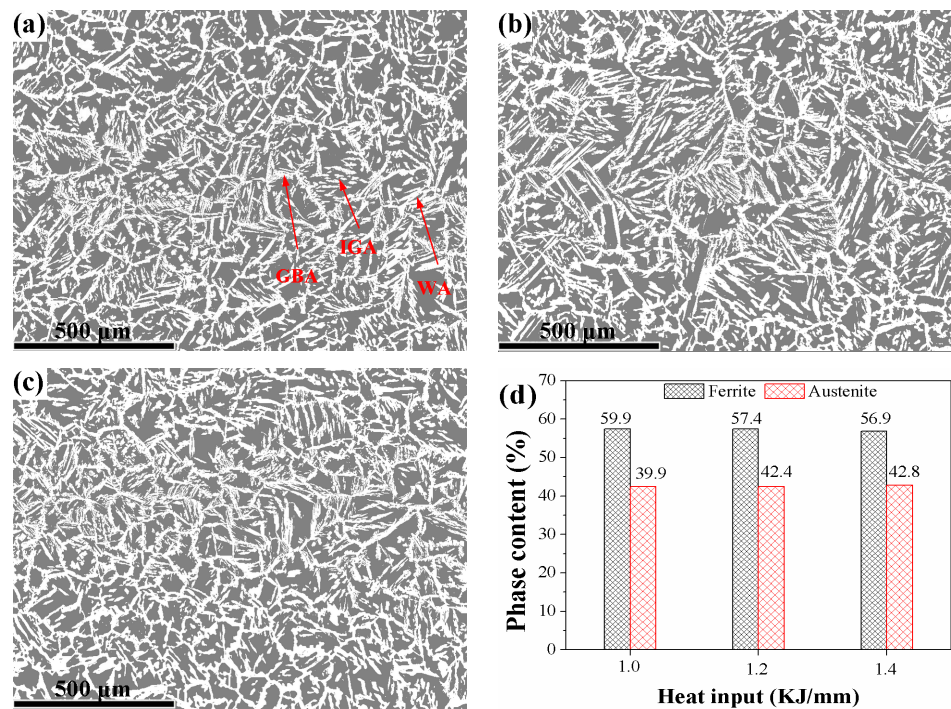 (a)
GBA
IGA
WA
500 μm
(b)
500 μm
(c)
500 μm
(d)
Ferrite
Austenite
Phase content (%)
70
60
50
40
30
20
10
0
59.9
39.9
57.4
42.4
56.9
42.8
1.0
1.2
1.4
Heat input (KJ/mm)